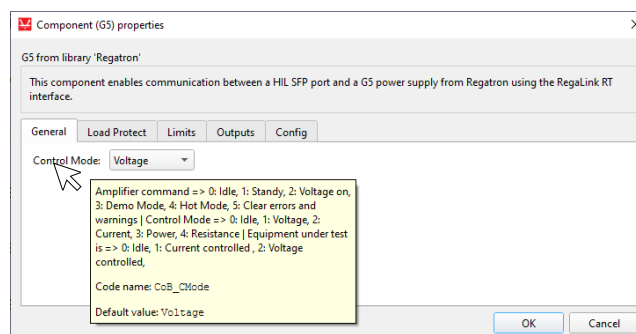 Component (G5) properties
G5 from library 'Regatron'
This component enables communication between a HIL SFP port and a G5 power supply from Regatron using the RegaLink RT
interface.
General Load Protect Limits Outputs Config
Control Mode: Voltage
Amplifier command => 0: Idle, 1: Standy, 2: Voltage on,
3: Demo Mode, 4: Hot Mode, 5: Clear errors and
warnings | Control Mode => 0: Idle, 1: Voltage, 2:
Current, 3: Power, 4: Resistance | Equipment under test
is => 0: Idle, 1: Current controlled , 2: Voltage
controlled,
Code name: CoB_CMode
Default value: Voltage
OK Cancel